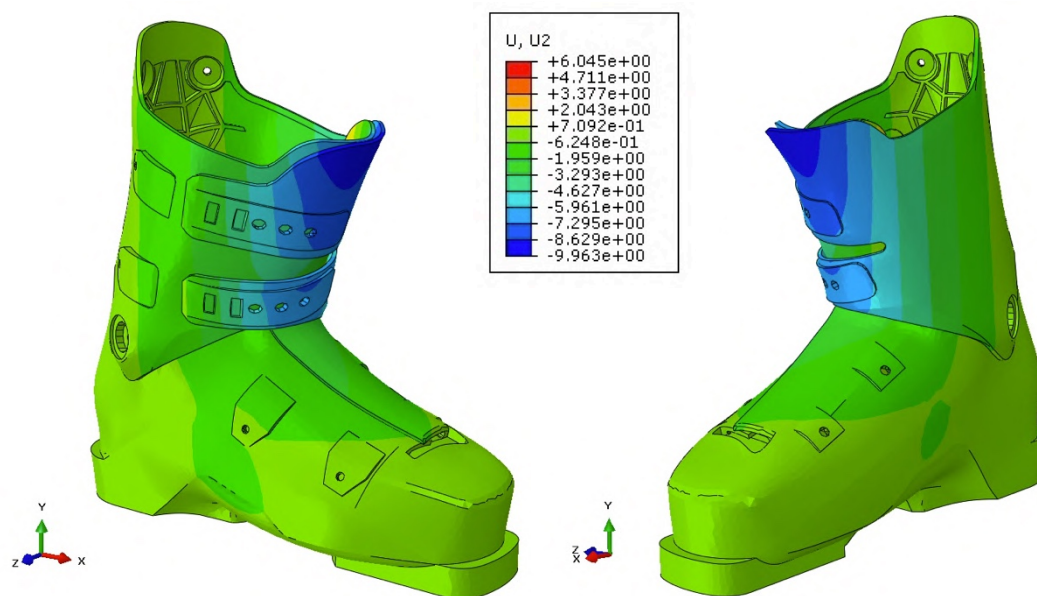 U, U2
+6.045e+00
+4.711e+00
+3.377e+00
+2.043e+00
+7.092e-01
-6.248e-01
-1.959e+00
-3.293e+00
-4.627e+00
-5.961e+00
-7.295e+00
-8.629e+00
-9.963e+00
Y
Z X
Y
Z
X